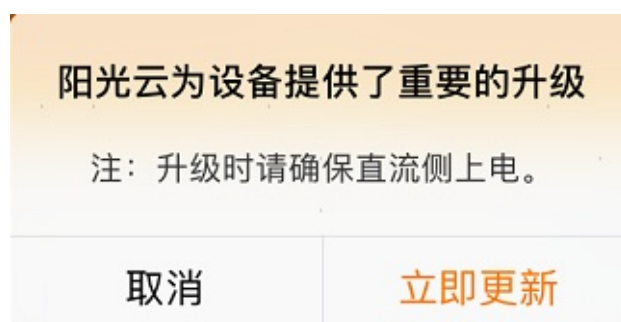 阳光云为设备提供了重要的升级
注：升级时请确保直流侧上电。
取消
立即更新